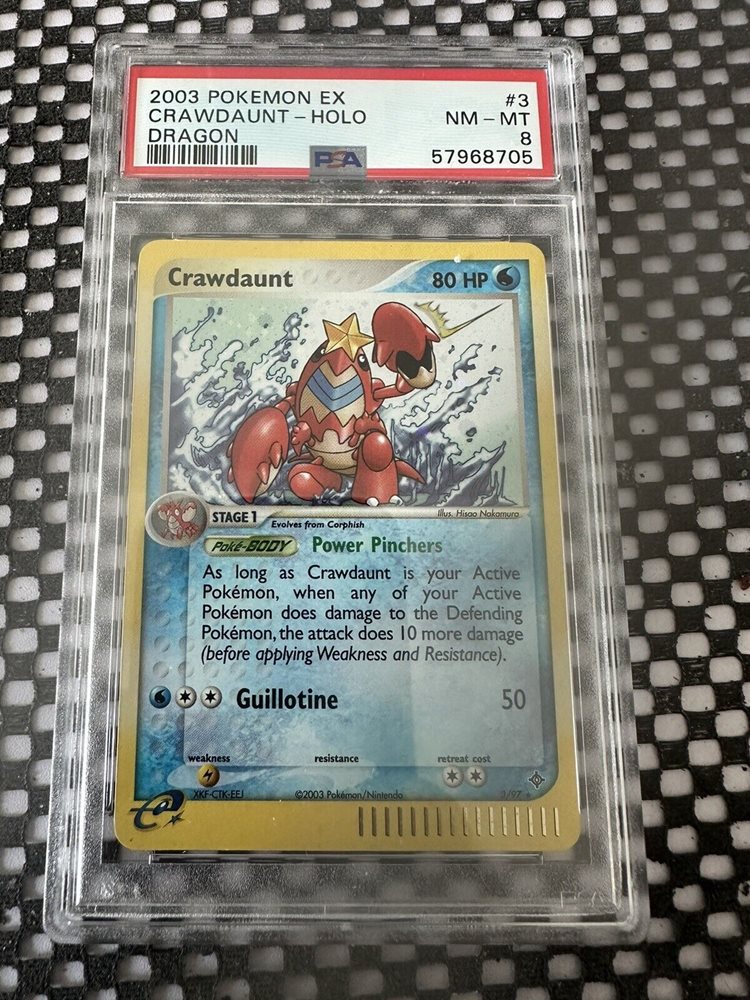 2003 POKEMON EX #3
CRAWDAUNT - HOLO NM - MT
DRAGON 8
PSA 57968705
Crawdaunt 80 HP
Illus. Hisao Nakamura
STAGE 1
Evolves from Corphish
Poké-BODY Power Pinchers
As long as Crawdaunt is your Active
Pokémon, when any of your Active
Pokémon does damage to the Defending
Pokémon, the attack does 10 more damage
(before applying Weakness and Resistance).
Guillotine 50
weakness resistance retreat cost
XKF-CTK-EEJ ©2003 Pokémon/Nintendo 3/97
e